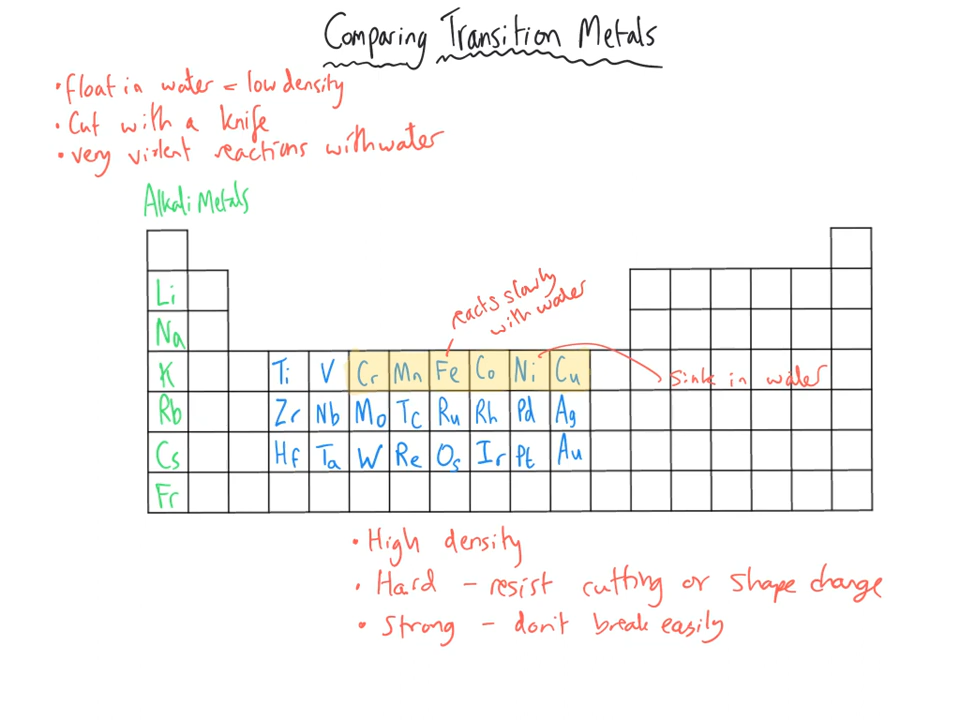 Comparing Transition Metals
• float in water = low density
• Cut with a knife
• very violent reactions with water
Alkali Metals
reacts slowly
with water
Li
Na
K Ti V Cr Mn Fe Co Ni Cu
sink in water
Rb Zr Nb Mo Tc Ru Rh Pd Ag
Cs Hf Ta W Re Os Ir Pt Au
Fr
• High density
• Hard - resist cutting or shape change
• Strong - don't break easily